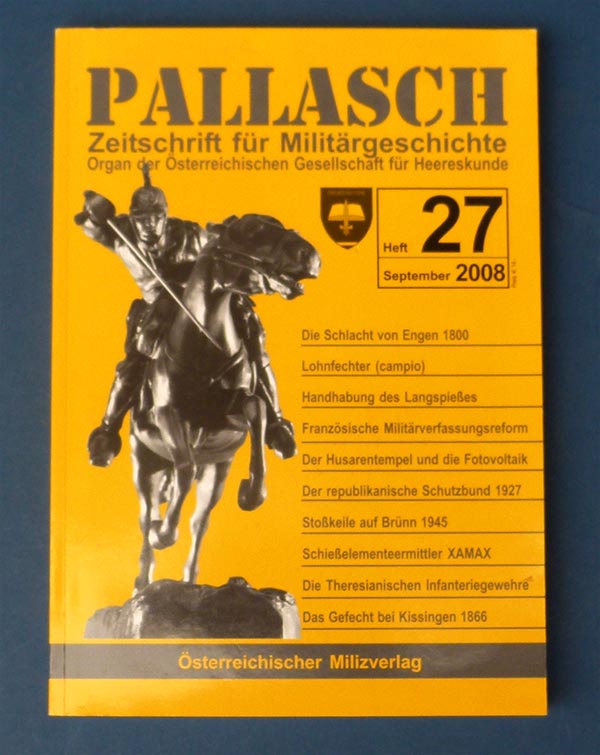 PALLASCH
Zeitschrift für Militärgeschichte
Organ der Österreichischen Gesellschaft für Heereskunde
Heft 27
September 2008
Die Schlacht von Engen 1800
Lohnfechter (campio)
Handhabung des Langspießes
Französische Militärverfassungsreform
Der Husarentempel und die Fotovoltaik
Der republikanische Schutzbund 1927
Stoßkeile auf Brünn 1945
Schießelementeermittler XAMAX
Die Theresianischen Infanteriegewehre
Das Gefecht bei Kissingen 1866
Österreichischer Milizverlag